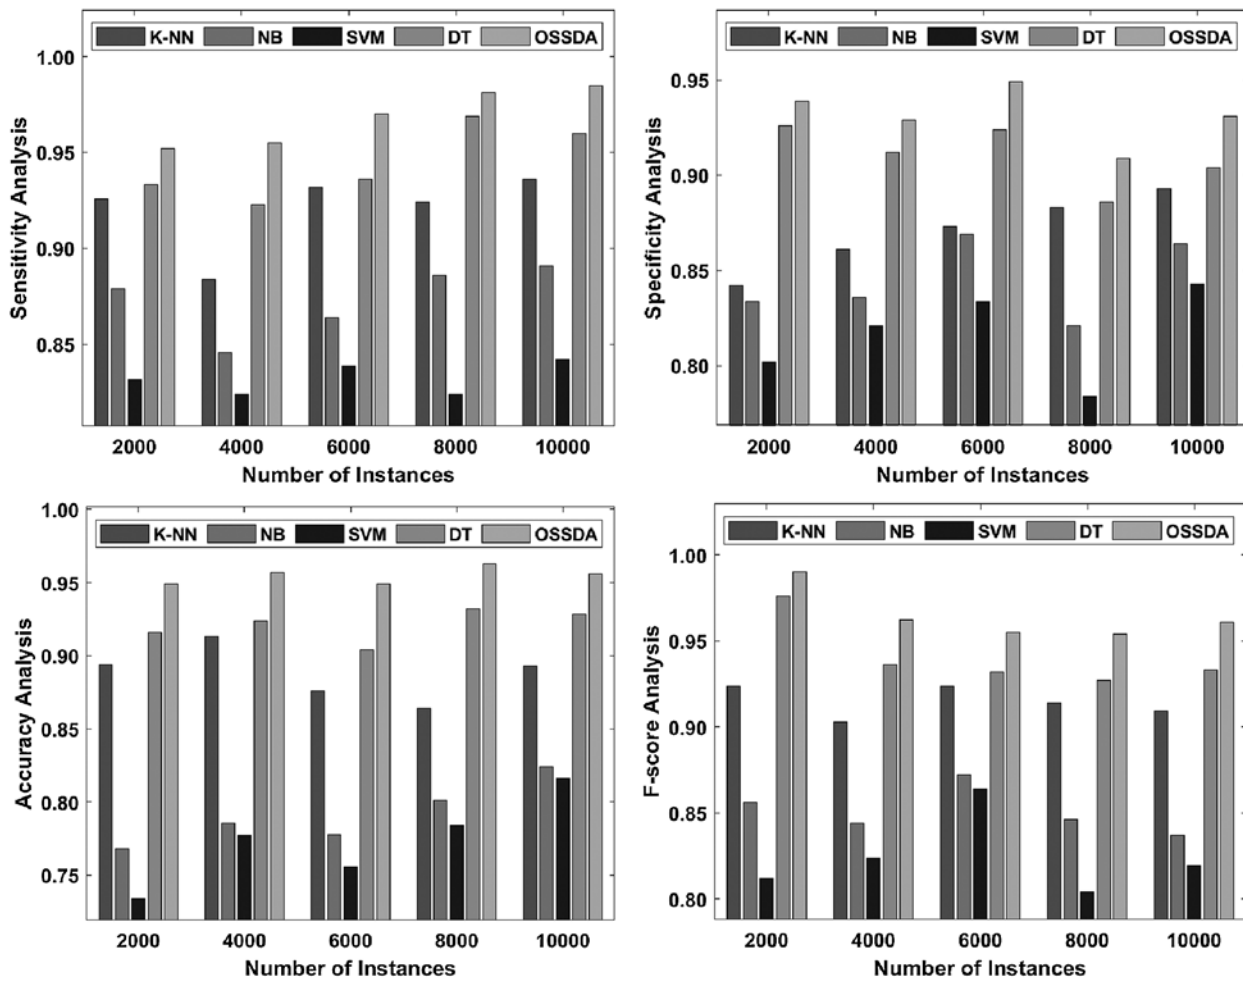 K-NN NB SVM DT OSSDA
1.00
0.95
0.90
0.85
Sensitivity Analysis
2000 4000 6000 8000 10000
Number of Instances
K-NN NB SVM DT OSSDA
0.95
0.90
0.85
0.80
Specificity Analysis
2000 4000 6000 8000 10000
Number of Instances
K-NN NB SVM DT OSSDA
1.00
0.95
0.90
0.85
0.80
0.75
Accuracy Analysis
2000 4000 6000 8000 10000
Number of Instances
K-NN NB SVM DT OSSDA
1.00
0.95
0.90
0.85
0.80
F-score Analysis
2000 4000 6000 8000 10000
Number of Instances